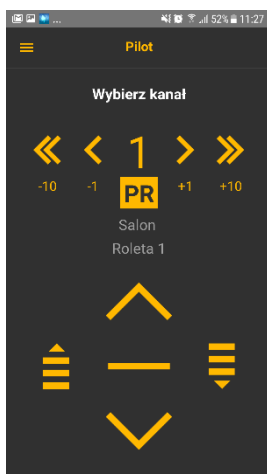 ... 52% 11:27
Pilot
Wybierz kanał
1
-10 -1 PR +1 +10
Salon
Roleta 1